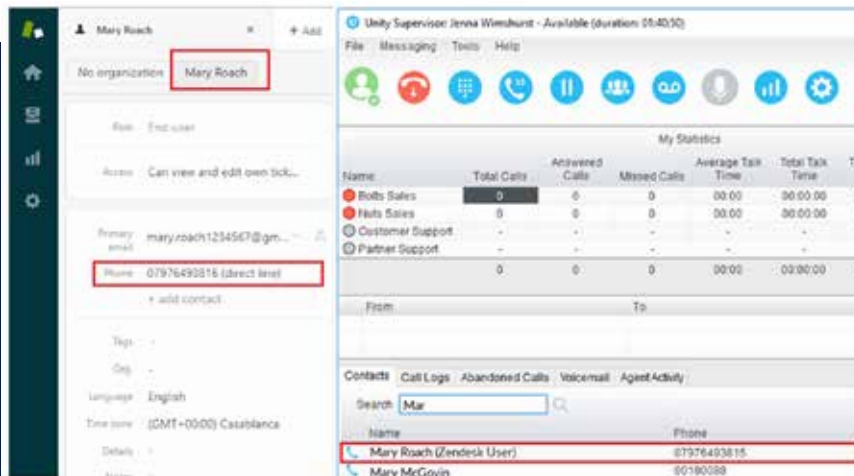 Mary Roach × + Add
No organization Mary Roach
Role End user
Access Can view and edit own tick...
Primary email mary.roach1234567@gm...
Phone 07976493815 (direct line)
+ add contact
Tags -
Org. -
Language English
Time zone (GMT+00:00) Casablanca
Details -
Notes -
Unity Supervisor: Jenna Wimshurst - Available (duration: 01:40:50)
File Messaging Tools Help
My Statistics
Name Total Calls Answered Calls Missed Calls Average Talk Time Total Talk Time
Bolts Sales 0 0 0 00:00 00:00:00
Nuts Sales 0 0 0 00:00 00:00:00
Customer Support - - - - -
Partner Support - - - - -
0 0 0 00:00 00:00:00
From To
Contacts Call Logs Abandoned Calls Voicemail Agent Activity
Search Mar
Name Phone
Mary Roach (Zendesk User) 07976493815
Mary McGovin